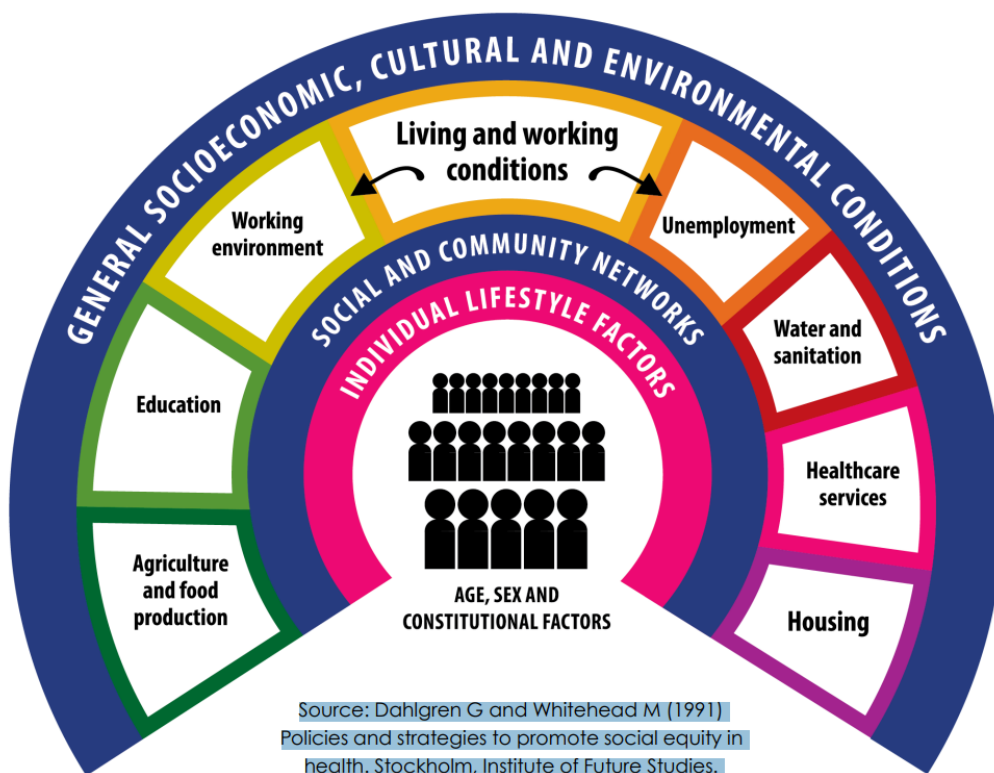 GENERAL SOCIOECONOMIC, CULTURAL AND ENVIRONMENTAL CONDITIONS
Living and working
conditions
Working
environment
Unemployment
SOCIAL AND COMMUNITY NETWORKS
INDIVIDUAL LIFESTYLE FACTORS
Education
Water and
sanitation
Agriculture
and food
production
Healthcare
services
Housing
AGE, SEX AND
CONSTITUTIONAL FACTORS
Source: Dahlgren G and Whitehead M (1991)
Policies and strategies to promote social equity in
health. Stockholm, Institute of Future Studies.